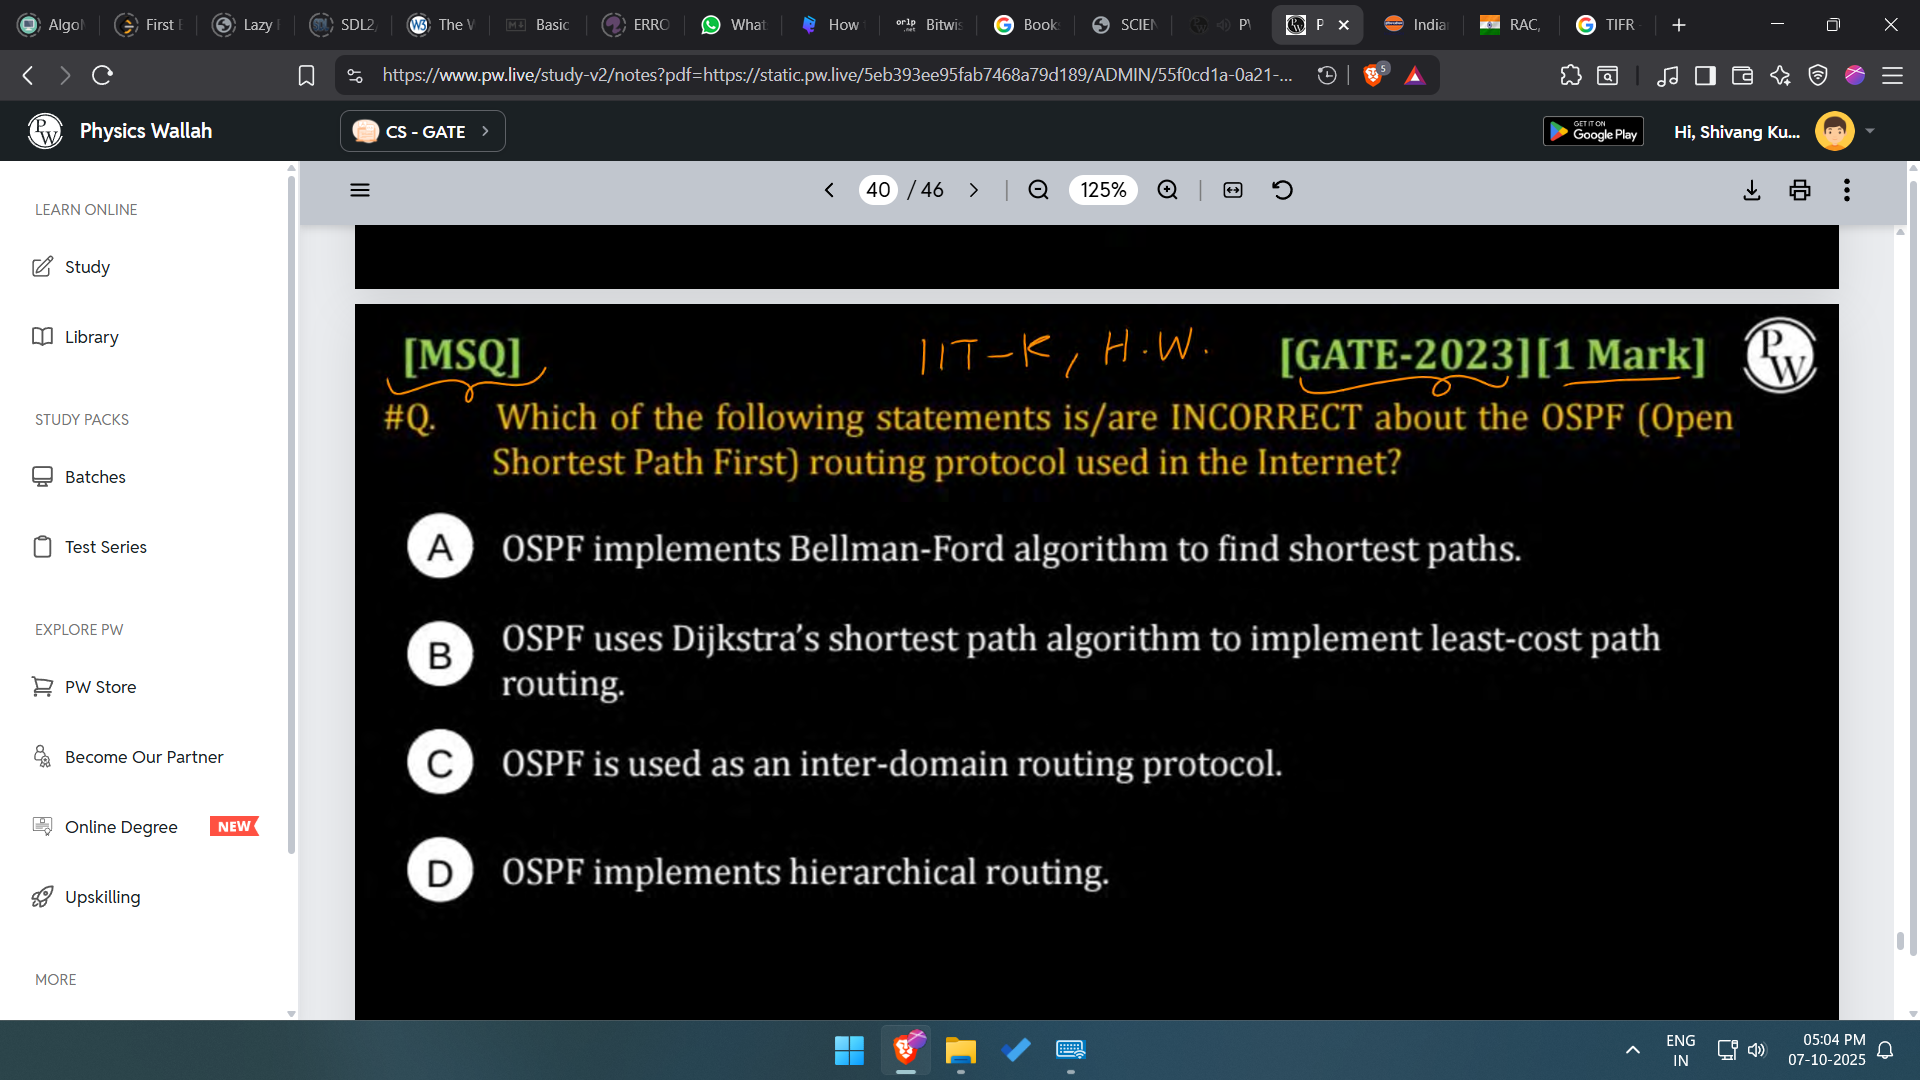 Algo
First
Lazy
SDL2,
The V
Basic
ERRO
What
How
Bitwis
Book
SCIEN
P
India
RAC,
TIFR
https://www.pw.live/study-v2/notes?pdf=https://static.pw.live/5eb393ee95fab7468a79d189/ADMIN/55f0cd1a-0a21-...
5
Physics Wallah
CS - GATE
GET IT ON
Google Play
Hi, Shivang Ku...
LEARN ONLINE
Study
Library
STUDY PACKS
Batches
Test Series
EXPLORE PW
PW Store
Become Our Partner
Online Degree NEW
Upskilling
MORE
40 / 46
125%
[MSQ] IIT-K, H.W. [GATE-2023][1 Mark]
#Q. Which of the following statements is/are INCORRECT about the OSPF (Open
Shortest Path First) routing protocol used in the Internet?
A OSPF implements Bellman-Ford algorithm to find shortest paths.
B OSPF uses Dijkstra's shortest path algorithm to implement least-cost path
routing.
C OSPF is used as an inter-domain routing protocol.
D OSPF implements hierarchical routing.
ENG
IN
05:04 PM
07-10-2025